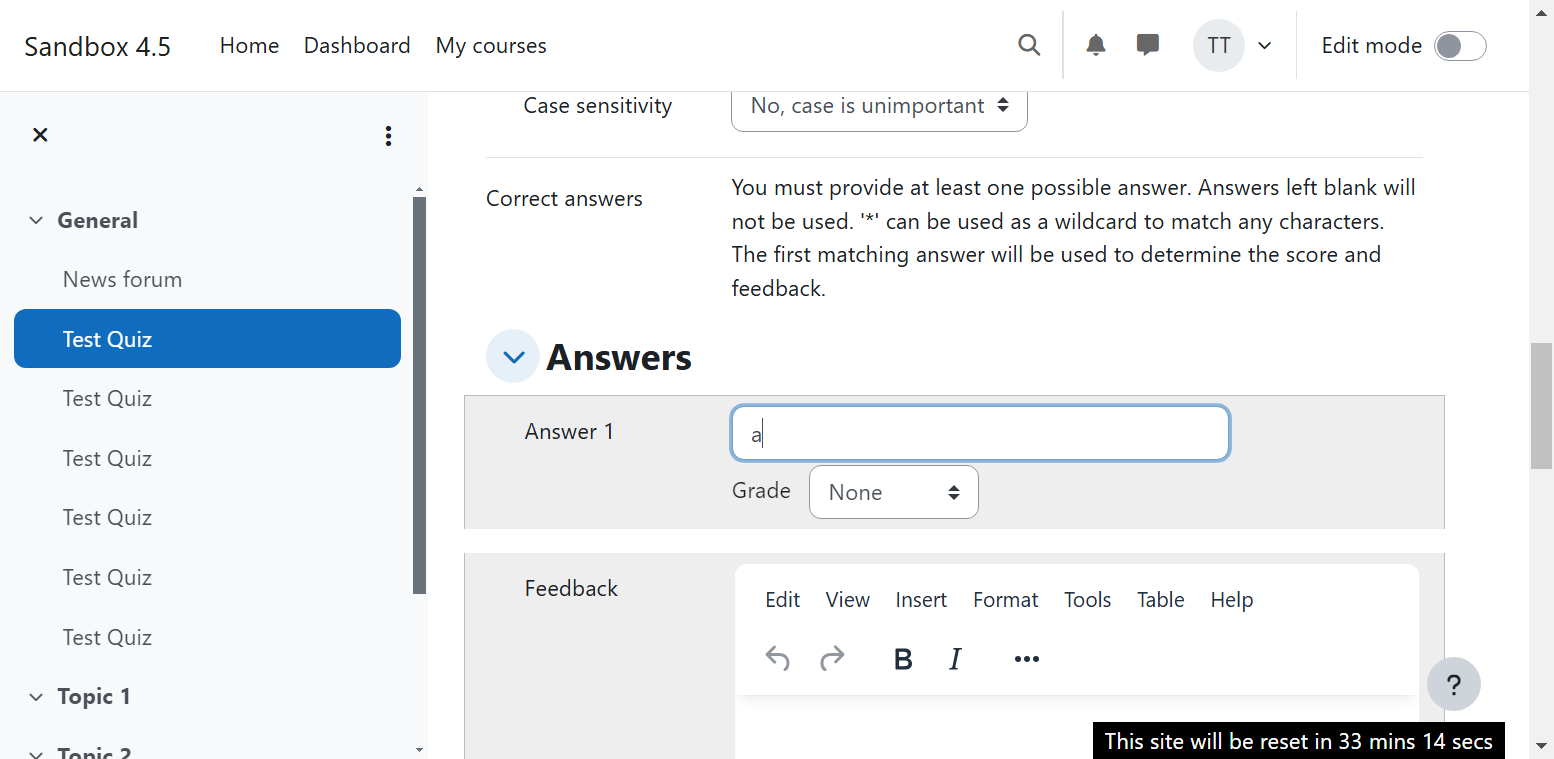 Sandbox 4.5 Home Dashboard My courses TT Edit mode
General
News forum
Test Quiz
Test Quiz
Test Quiz
Test Quiz
Test Quiz
Test Quiz
Topic 1
Topic 2
Case sensitivity No, case is unimportant
Correct answers
You must provide at least one possible answer. Answers left blank will
not be used. '*' can be used as a wildcard to match any characters.
The first matching answer will be used to determine the score and
feedback.
Answers
Answer 1 a
Grade None
Feedback
Edit View Insert Format Tools Table Help
B I
?
This site will be reset in 33 mins 14 secs